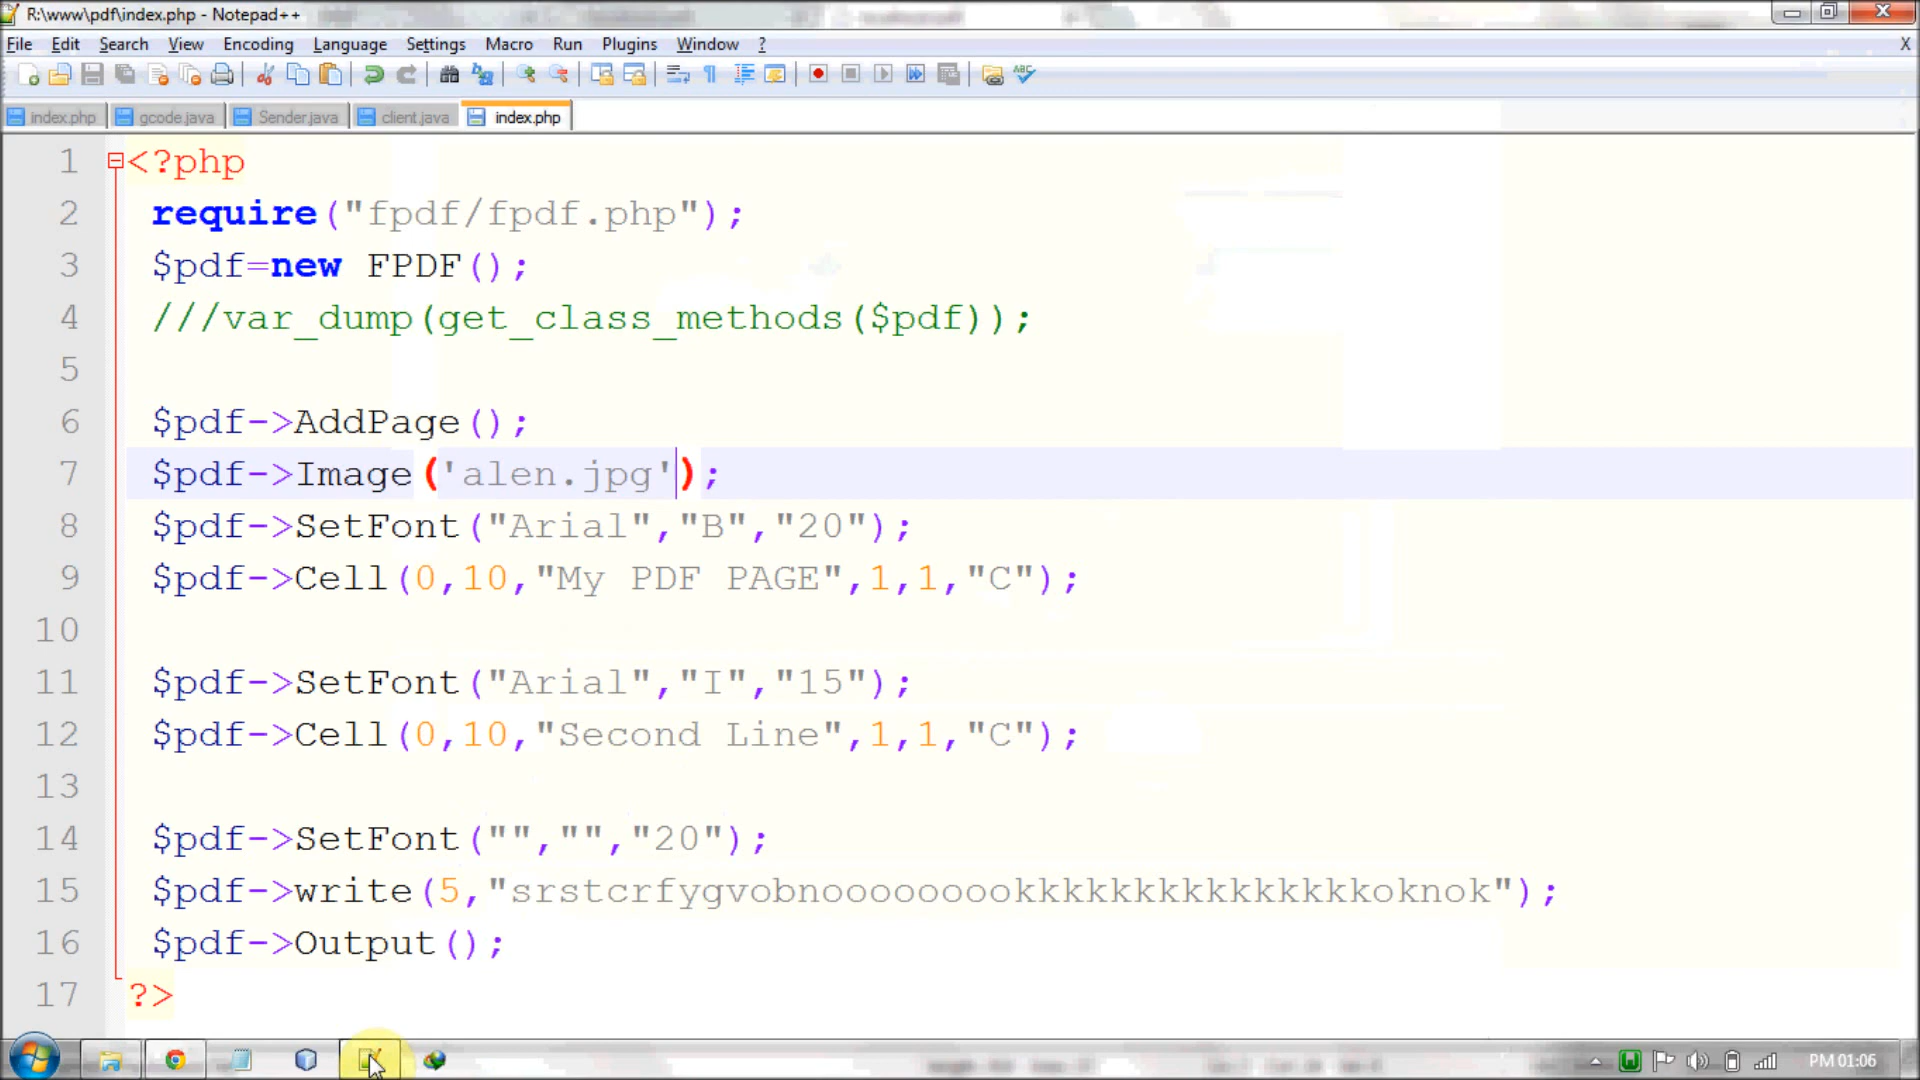 R:\www\pdf\index.php - Notepad++
File Edit Search View Encoding Language Settings Macro Run Plugins Window ? X
index.php gcode.java Sender.java client.java index.php
1 <?php
2 require("fpdf/fpdf.php");
3 $pdf=new FPDF();
4 ///var_dump(get_class_methods($pdf));
5
6 $pdf->AddPage();
7 $pdf->Image('alen.jpg');
8 $pdf->SetFont("Arial","B","20");
9 $pdf->Cell(0,10,"My PDF PAGE",1,1,"C");
10
11 $pdf->SetFont("Arial","I","15");
12 $pdf->Cell(0,10,"Second Line",1,1,"C");
13
14 $pdf->SetFont("","","20");
15 $pdf->write(5,"srstcrfygvobnooooooookkkkkkkkkkkkkkkoknok");
16 $pdf->Output();
17 ?>
PM 01:06